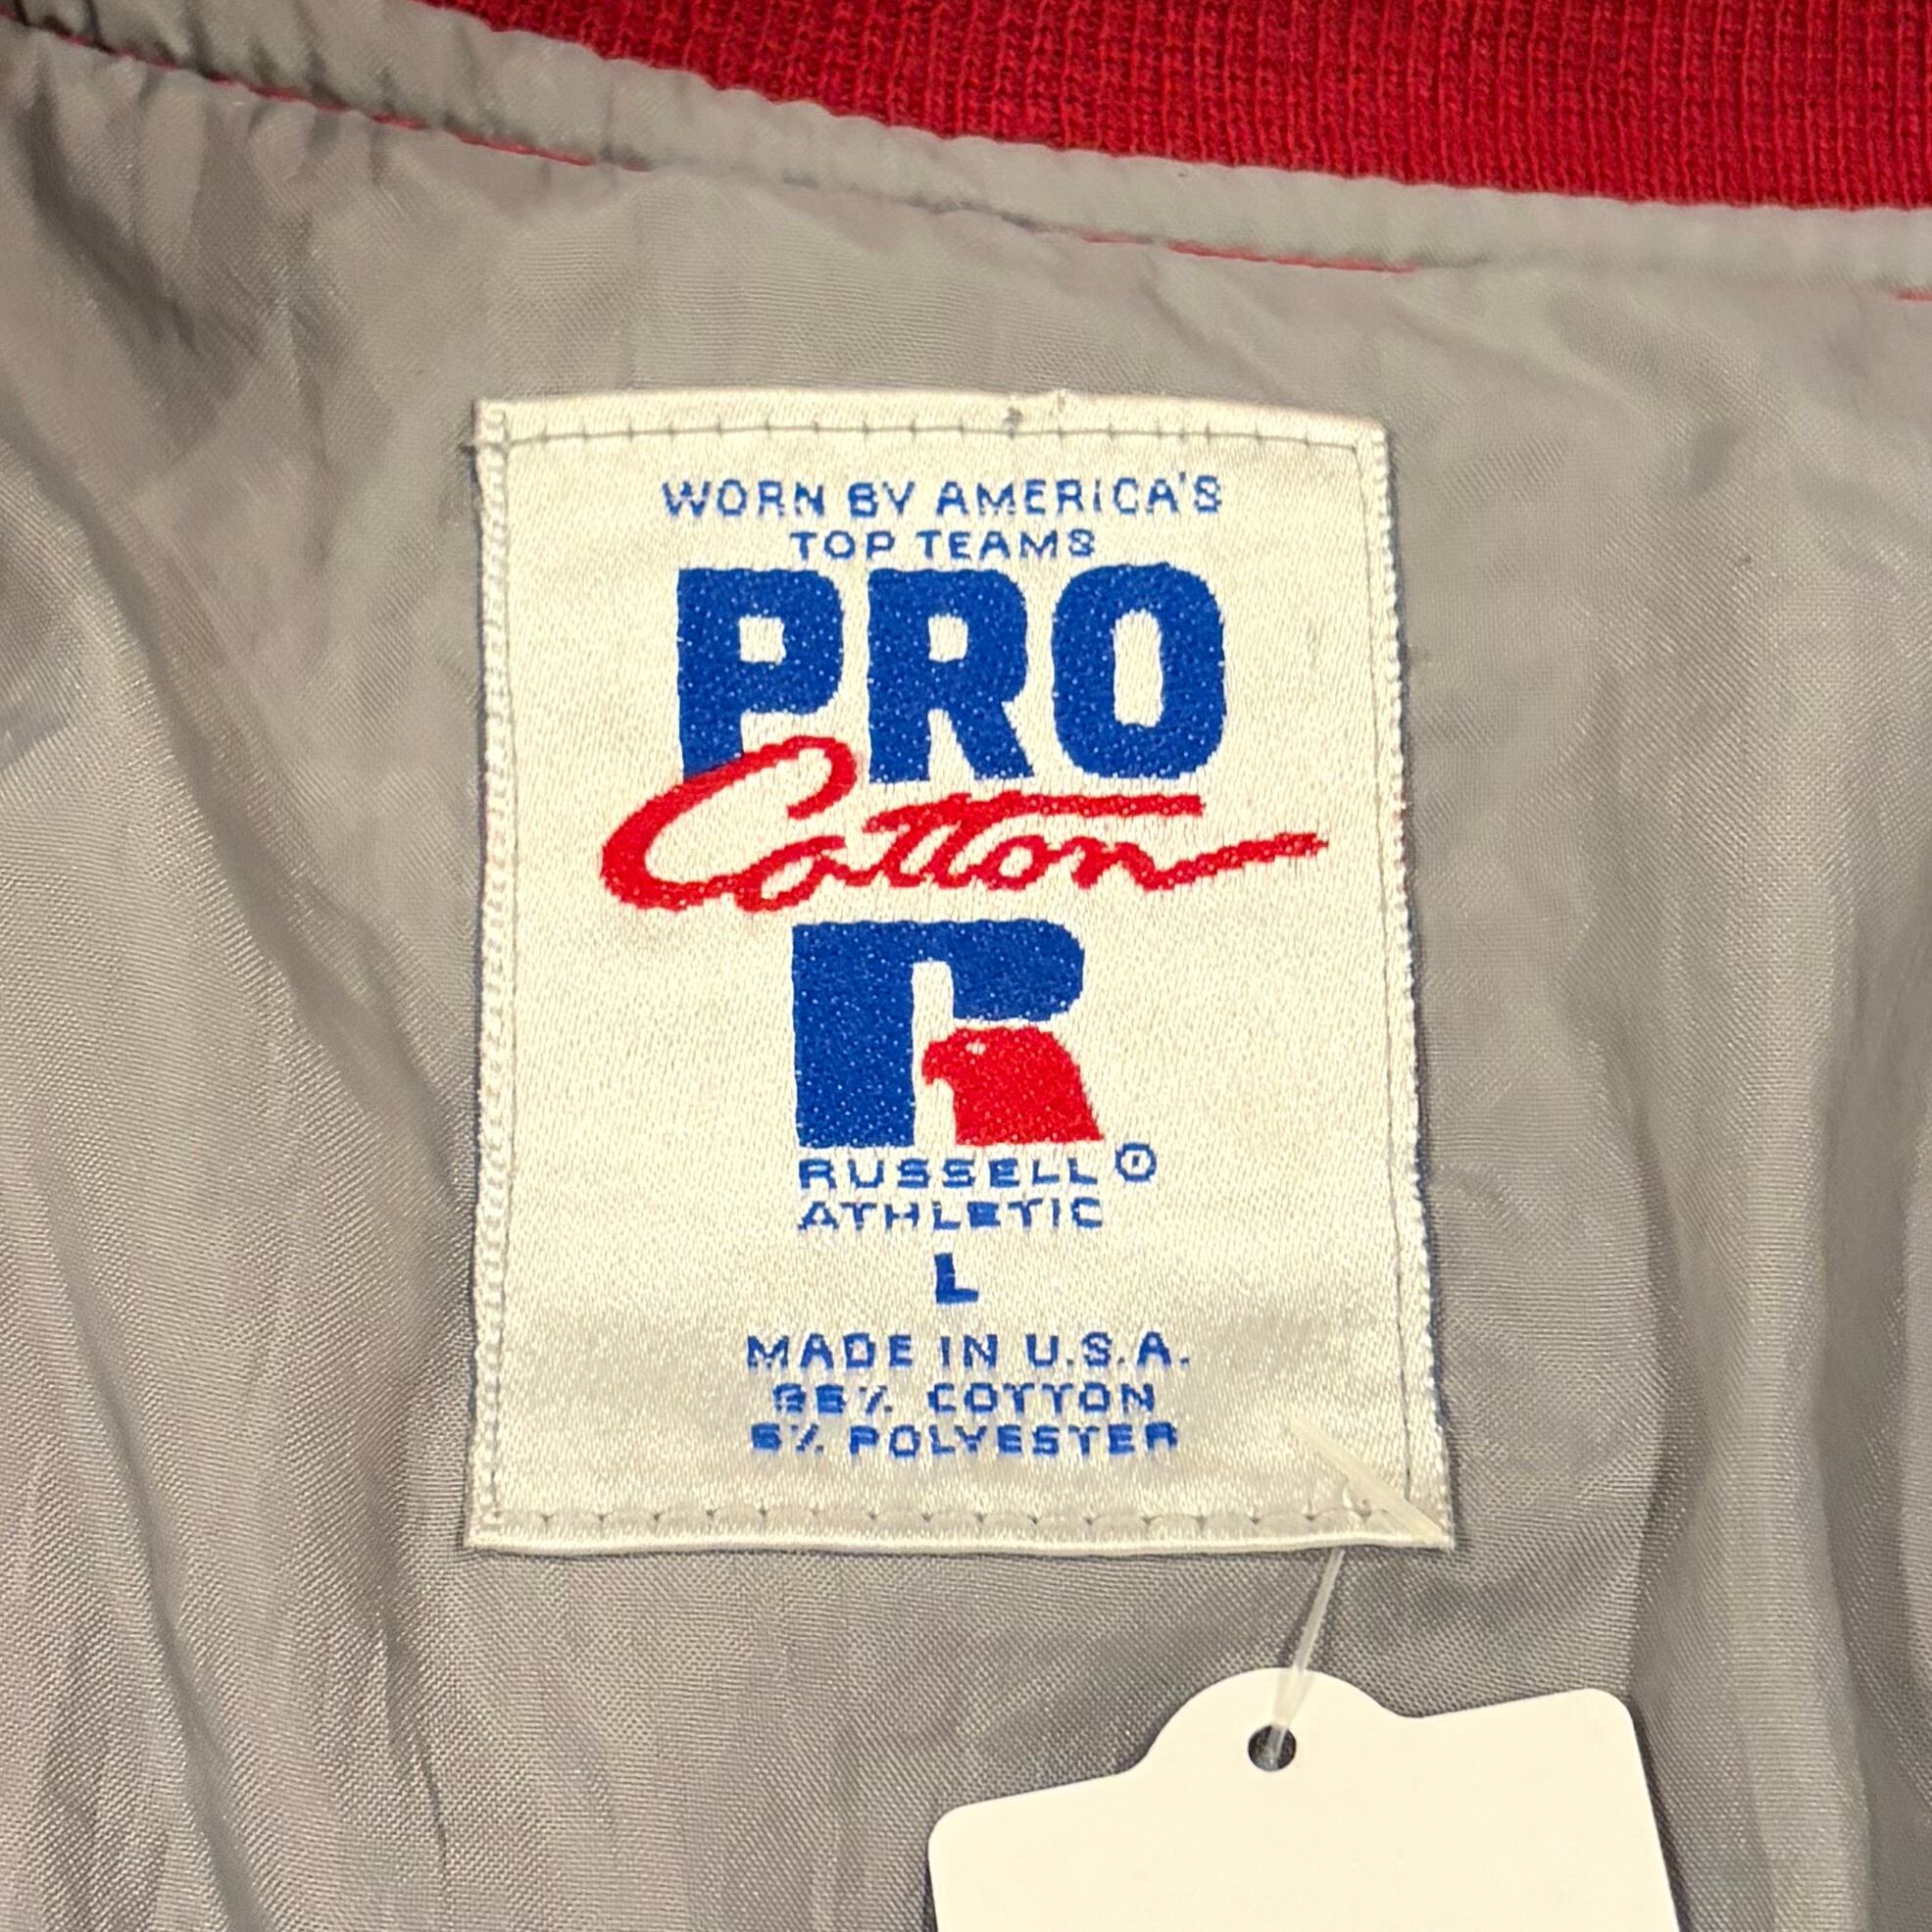 WORN BY AMERICA'S
TOP TEAMS
PRO
Cotton
R
RUSSELL®
ATHLETIC
L
MADE IN U.S.A.
95% COTTON
5% POLYESTER